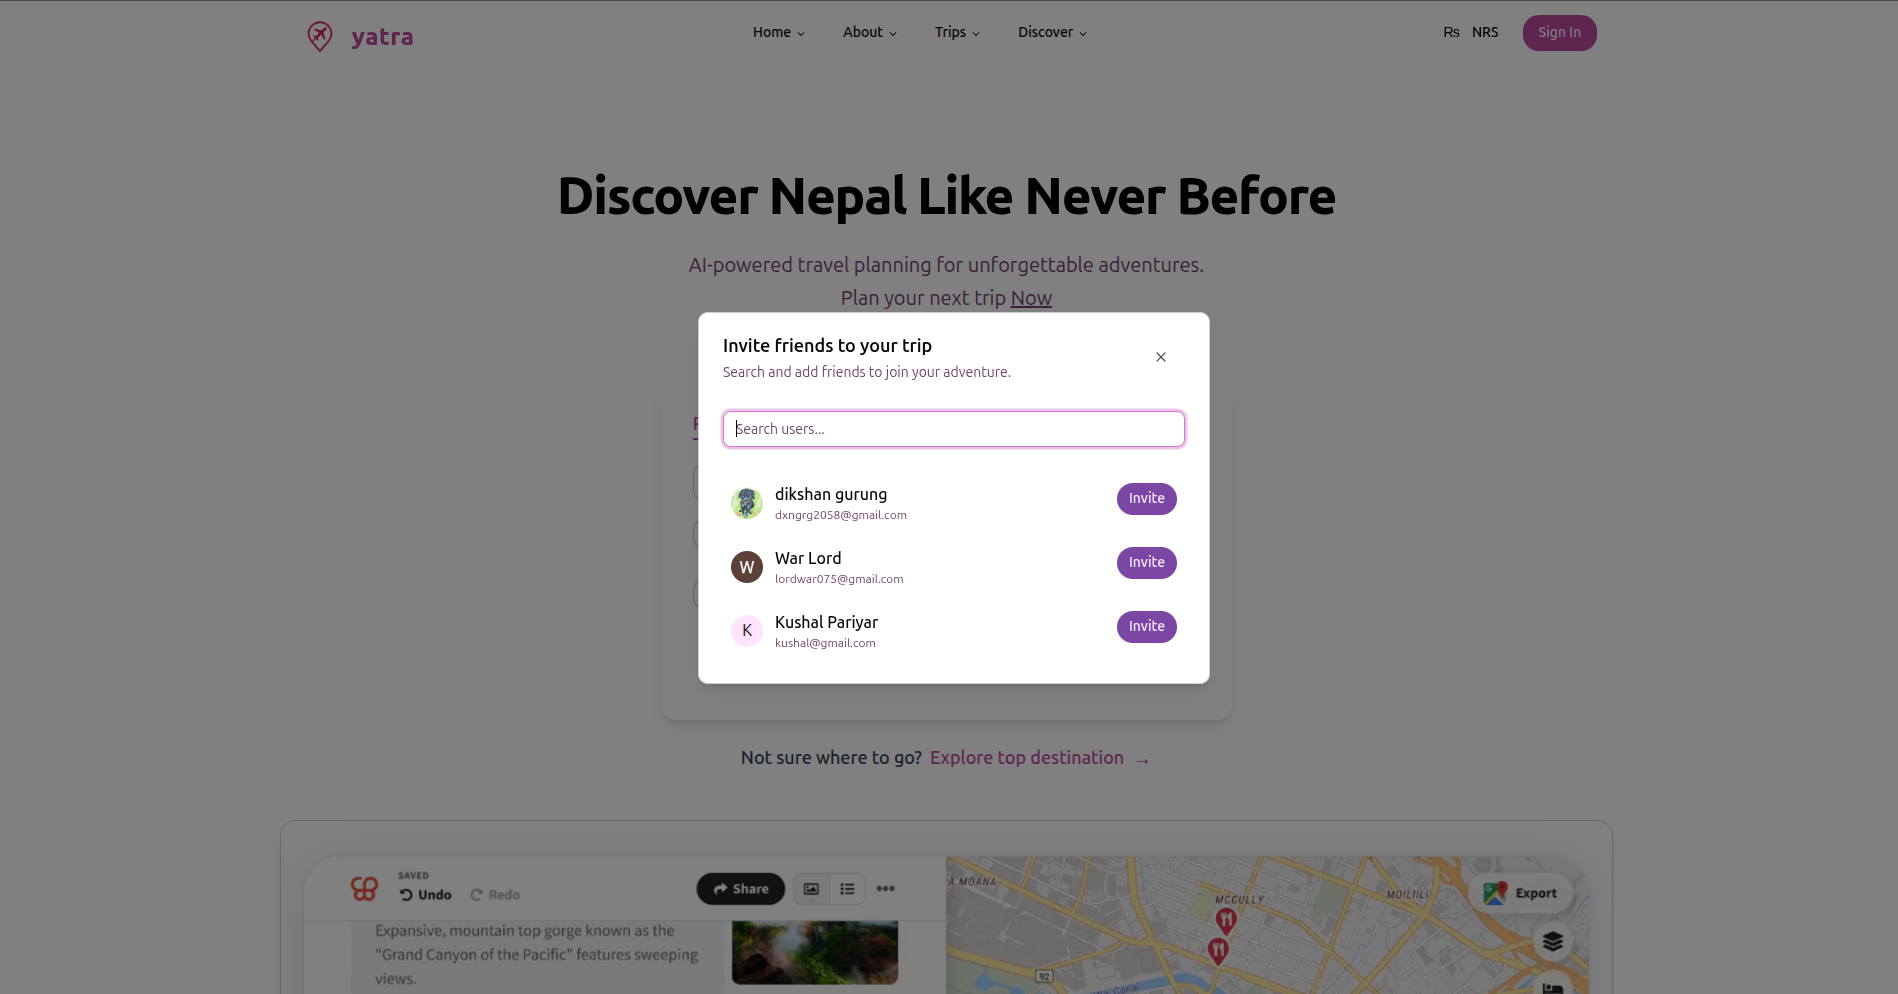 yatra
Home
About
Trips
Discover
₨ NRS
Sign In
Discover Nepal Like Never Before
AI-powered travel planning for unforgettable adventures.
Plan your next trip Now
Invite friends to your trip
Search and add friends to join your adventure.
Search users...
dikshan gurung
dxngrg2058@gmail.com
Invite
W
War Lord
lordwar075@gmail.com
Invite
K
Kushal Pariyar
kushal@gmail.com
Invite
Not sure where to go? Explore top destination →
SAVED
Undo
Redo
Share
Expansive, mountain top gorge known as the
"Grand Canyon of the Pacific" features sweeping
views.
MOANA
MCCULLY
MOILIILI
Export
92
Wai Canal